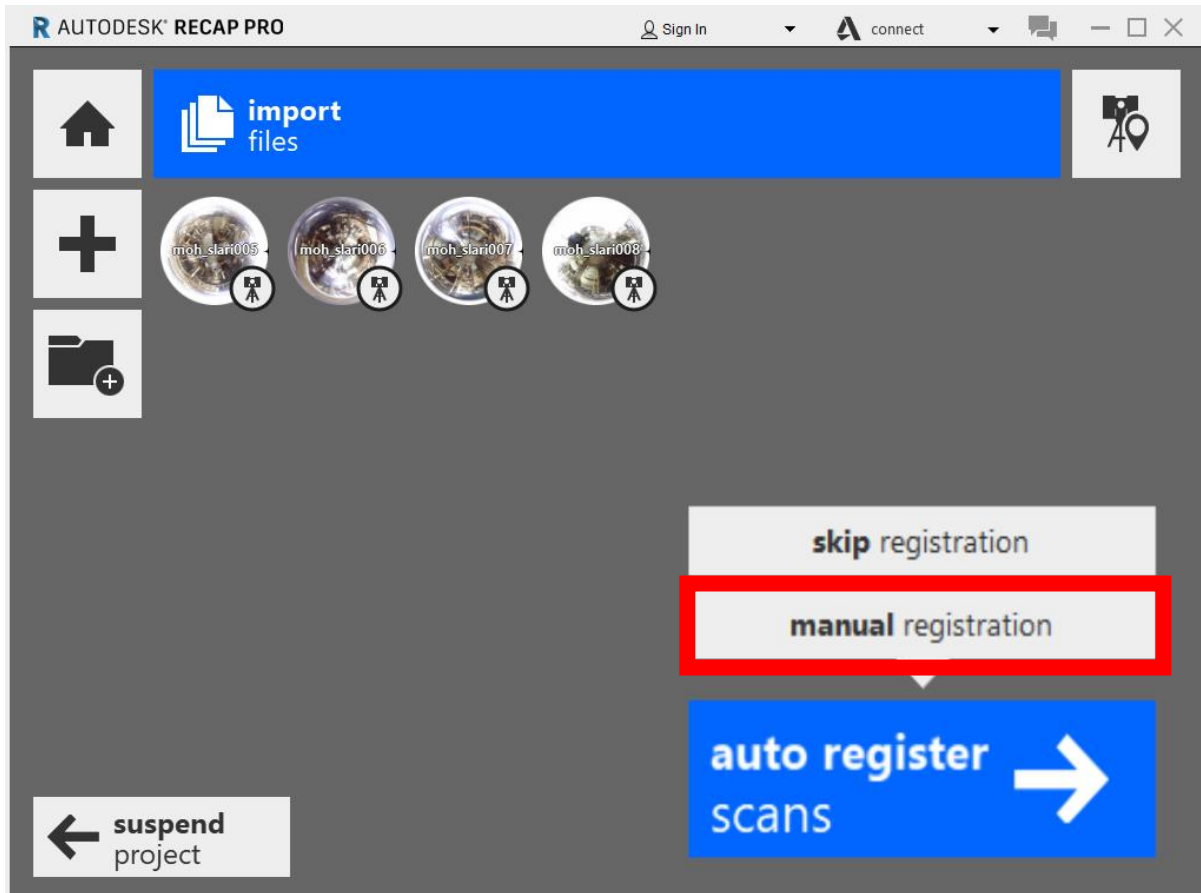 R AUTODESK® RECAP PRO
Sign In
connect
import
files
moh_slari005
moh_slari006
moh_slari007
moh_slari008
skip registration
manual registration
auto register
scans
suspend
project